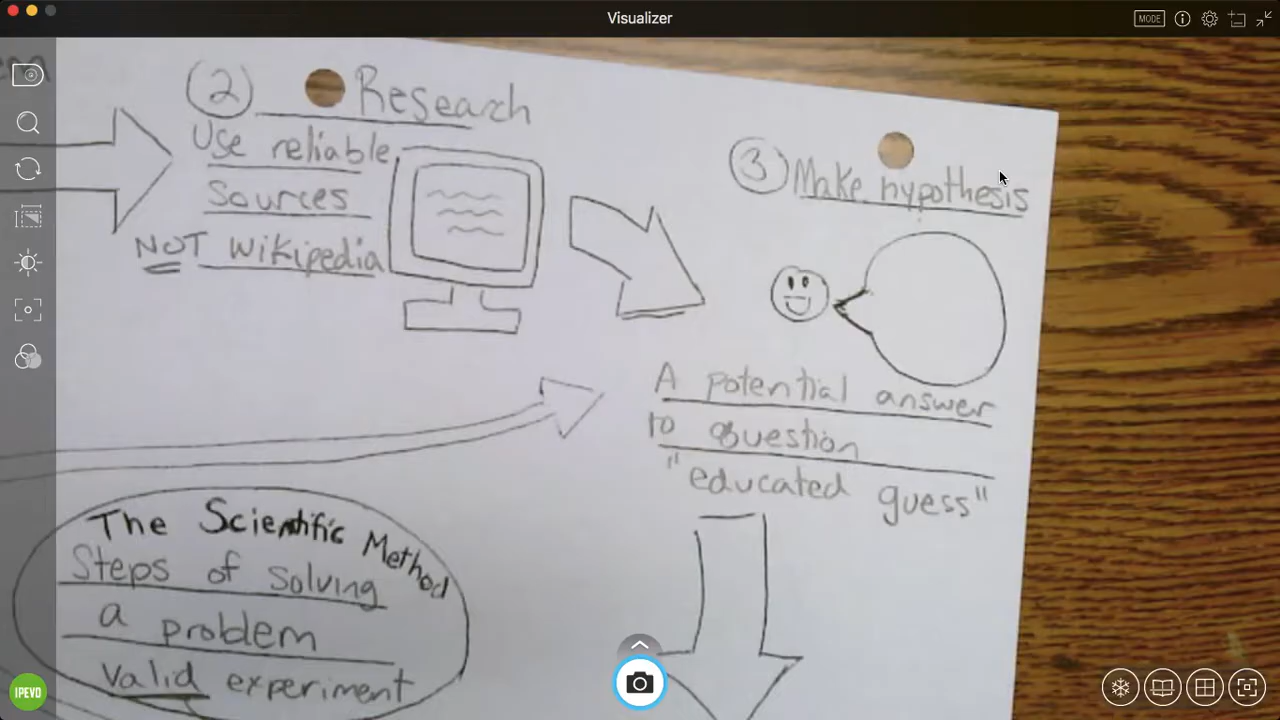 Visualizer
MODE
(2) Research
Use reliable
Sources
NOT Wikipedia
(3) Make hypothesis
A potential answer
to question
"educated guess"
The Scientific Method
Steps of solving
a problem
valid experiment
IPEVO